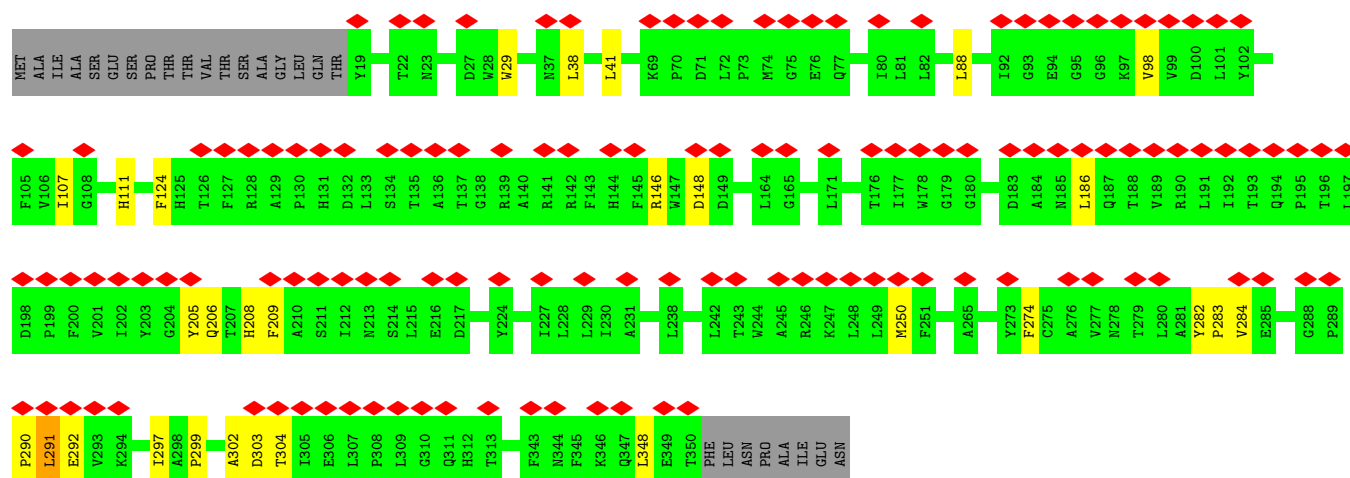 MET ALA ILE ALA SER GLU SER PRO THR THR VAL THR SER ALA GLY LEU GLN THR Y19 T22 N23 D27 W28 W29 N37 L38 L41 K69 P70 D71 L72 P73 M74 G75 E76 Q77 I80 L81 L82 L88 I92 G93 E94 G95 G96 K97 V98 V99 D100 L101 Y102
F105 V106 I107 G108 H111 F124 H125 T126 F127 R128 A129 P130 H131 D132 L133 S134 T135 A136 T137 G138 R139 A140 R141 R142 F143 H144 F145 R146 W147 D148 D149 L164 G165 L171 T176 I177 W178 G179 G180 D183 A184 N185 L186 Q187 T188 V189 R190 L191 I192 T193 Q194 P195 T196 L197
D198 P199 F200 V201 I202 Y203 G204 Y205 Q206 T207 H208 F209 A210 S211 I212 N213 S214 L215 E216 D217 Y224 I227 L228 L229 I230 A231 L238 L242 T243 W244 A245 R246 K247 L248 L249 M250 F251 A265 Y273 F274 C275 A276 V277 N278 T279 L280 A281 Y282 P283 V284 E285 G288 P289
P290 L291 E292 V293 K294 I297 A298 P299 A302 D303 T304 I305 E306 L307 P308 L309 G310 Q311 H312 T313 F343 N344 F345 K346 Q347 L348 E349 T350 PHE LEU ASN PRO ALA ILE GLU ASN